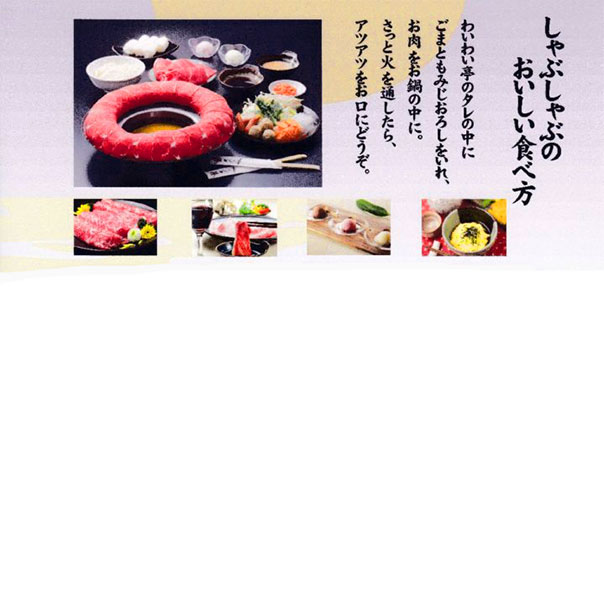 しゃぶしゃぶの
おいしい食べ方
わいわい亭のタレの中に
ごまともみじおろしをいれ、
お肉をお鍋の中に。
さっと火を通したら、
アツアツをお口にどうぞ。